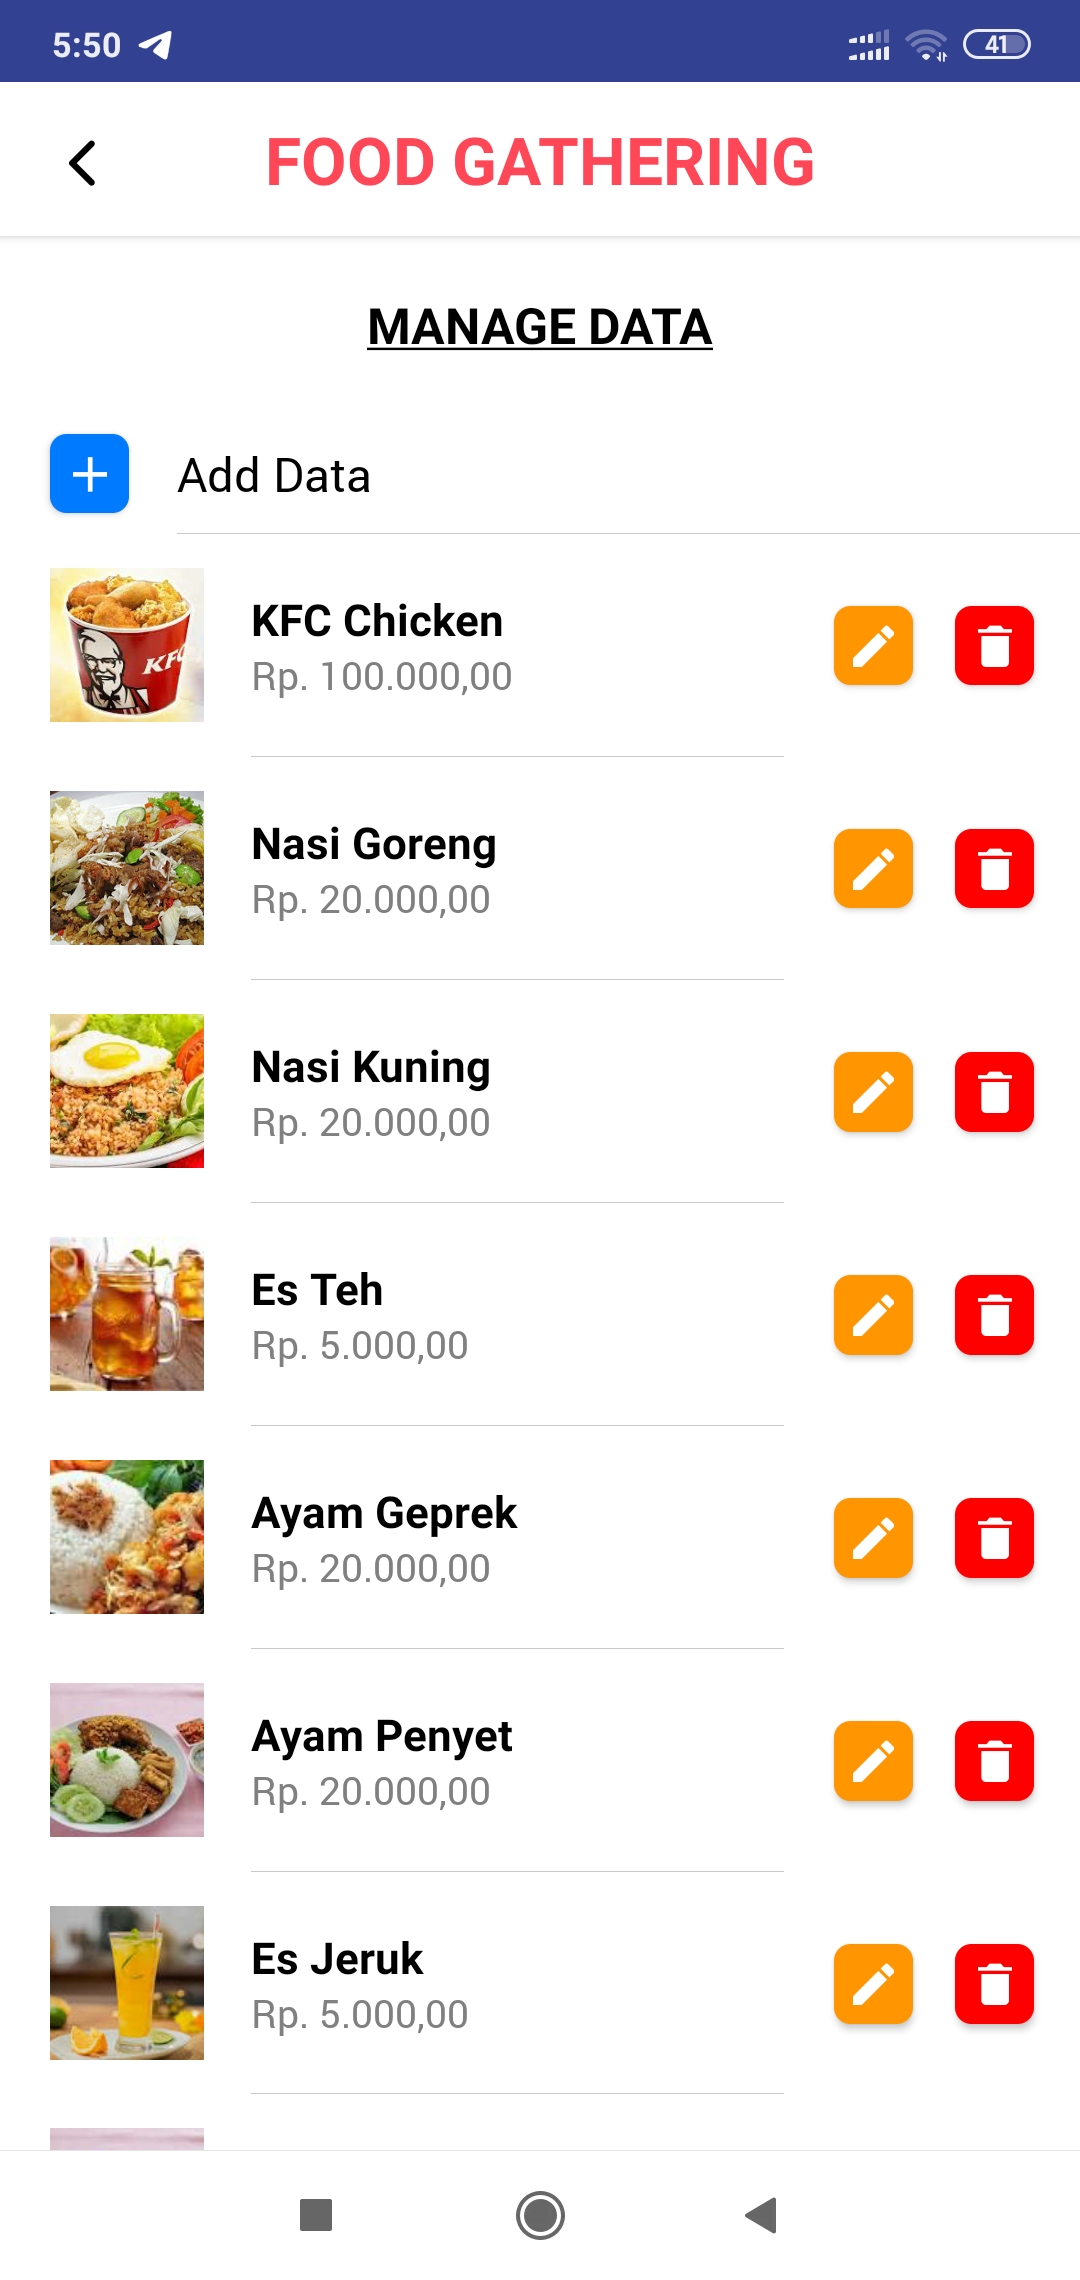 5:50
41
FOOD GATHERING
MANAGE DATA
Add Data
KFC
KFC Chicken
Rp. 100.000,00
Nasi Goreng
Rp. 20.000,00
Nasi Kuning
Rp. 20.000,00
Es Teh
Rp. 5.000,00
Ayam Geprek
Rp. 20.000,00
Ayam Penyet
Rp. 20.000,00
Es Jeruk
Rp. 5.000,00